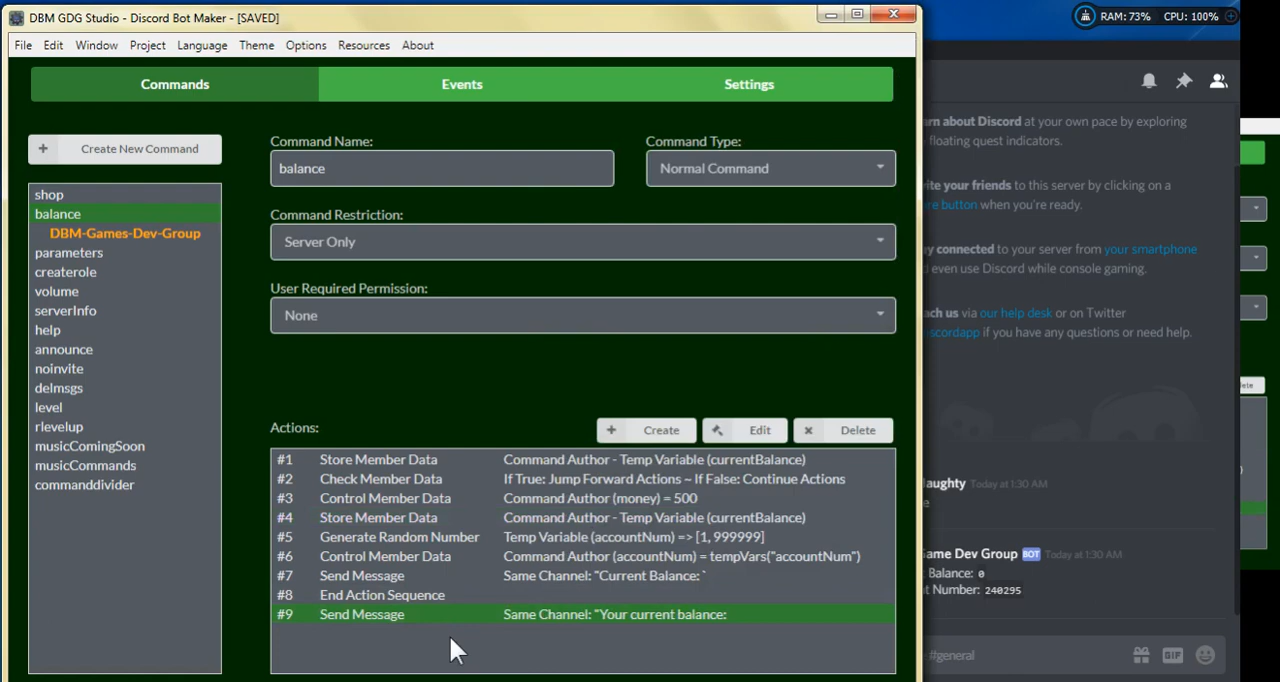 DBM GDG Studio - Discord Bot Maker - [SAVED]
RAM: 73% CPU: 100%
File Edit Window Project Language Theme Options Resources About
Commands Events Settings
Create New Command
shop
balance
DBM-Games-Dev-Group
parameters
createrole
volume
serverInfo
help
announce
noinvite
delmsgs
level
rlevelup
musicComingSoon
musicCommands
commanddivider
Command Name:
balance
Command Type:
Normal Command
Command Restriction:
Server Only
User Required Permission:
None
Actions:
Create Edit Delete
#1 Store Member Data Command Author - Temp Variable (currentBalance)
#2 Check Member Data If True: Jump Forward Actions ~ If False: Continue Actions
#3 Control Member Data Command Author (money) = 500
#4 Store Member Data Command Author - Temp Variable (currentBalance)
#5 Generate Random Number Temp Variable (accountNum) => [1, 999999]
#6 Control Member Data Command Author (accountNum) = tempVars("accountNum")
#7 Send Message Same Channel: "Current Balance: `
#8 End Action Sequence
#9 Send Message Same Channel: "Your current balance:
about Discord at your own pace by exploring
floating quest indicators.
your friends to this server by clicking on a
button when you're ready.
connected to your server from your smartphone
even use Discord while console gaming.
us via our help desk or on Twitter
if you have any questions or need help.
Today at 1:30 AM
Game Dev Group BOT Today at 1:30 AM
Balance: 0
Number: 240295
#general
GIF